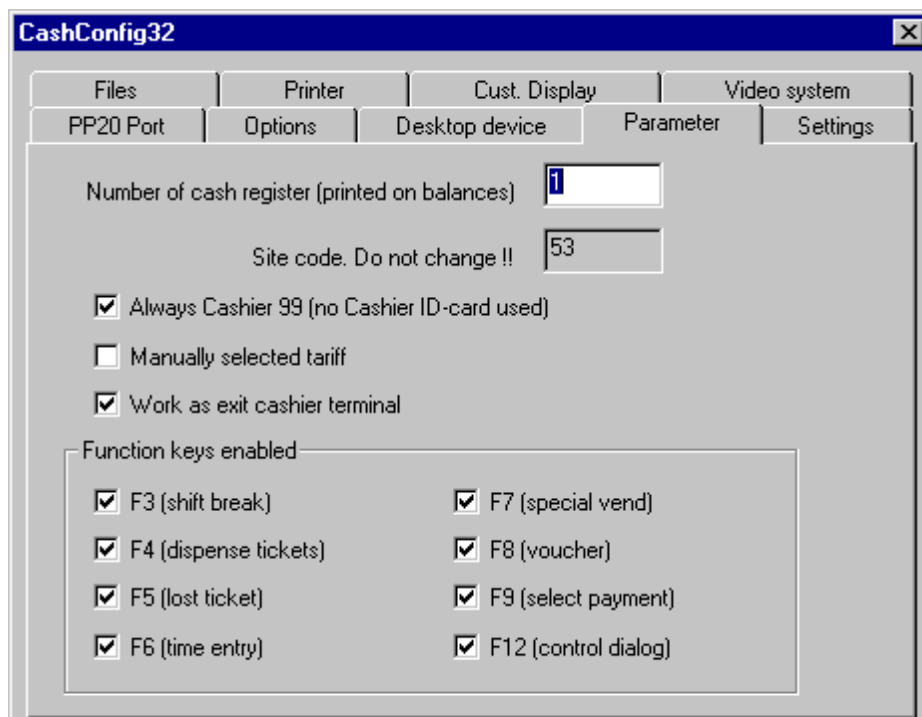 CashConfig32
Files Printer Cust. Display Video system
PP20 Port Options Desktop device Parameter Settings
Number of cash register (printed on balances) 1
Site code. Do not change !! 53
Always Cashier 99 (no Cashier ID-card used)
Manually selected tariff
Work as exit cashier terminal
Function keys enabled
F3 (shift break) F7 (special vend)
F4 (dispense tickets) F8 (voucher)
F5 (lost ticket) F9 (select payment)
F6 (time entry) F12 (control dialog)